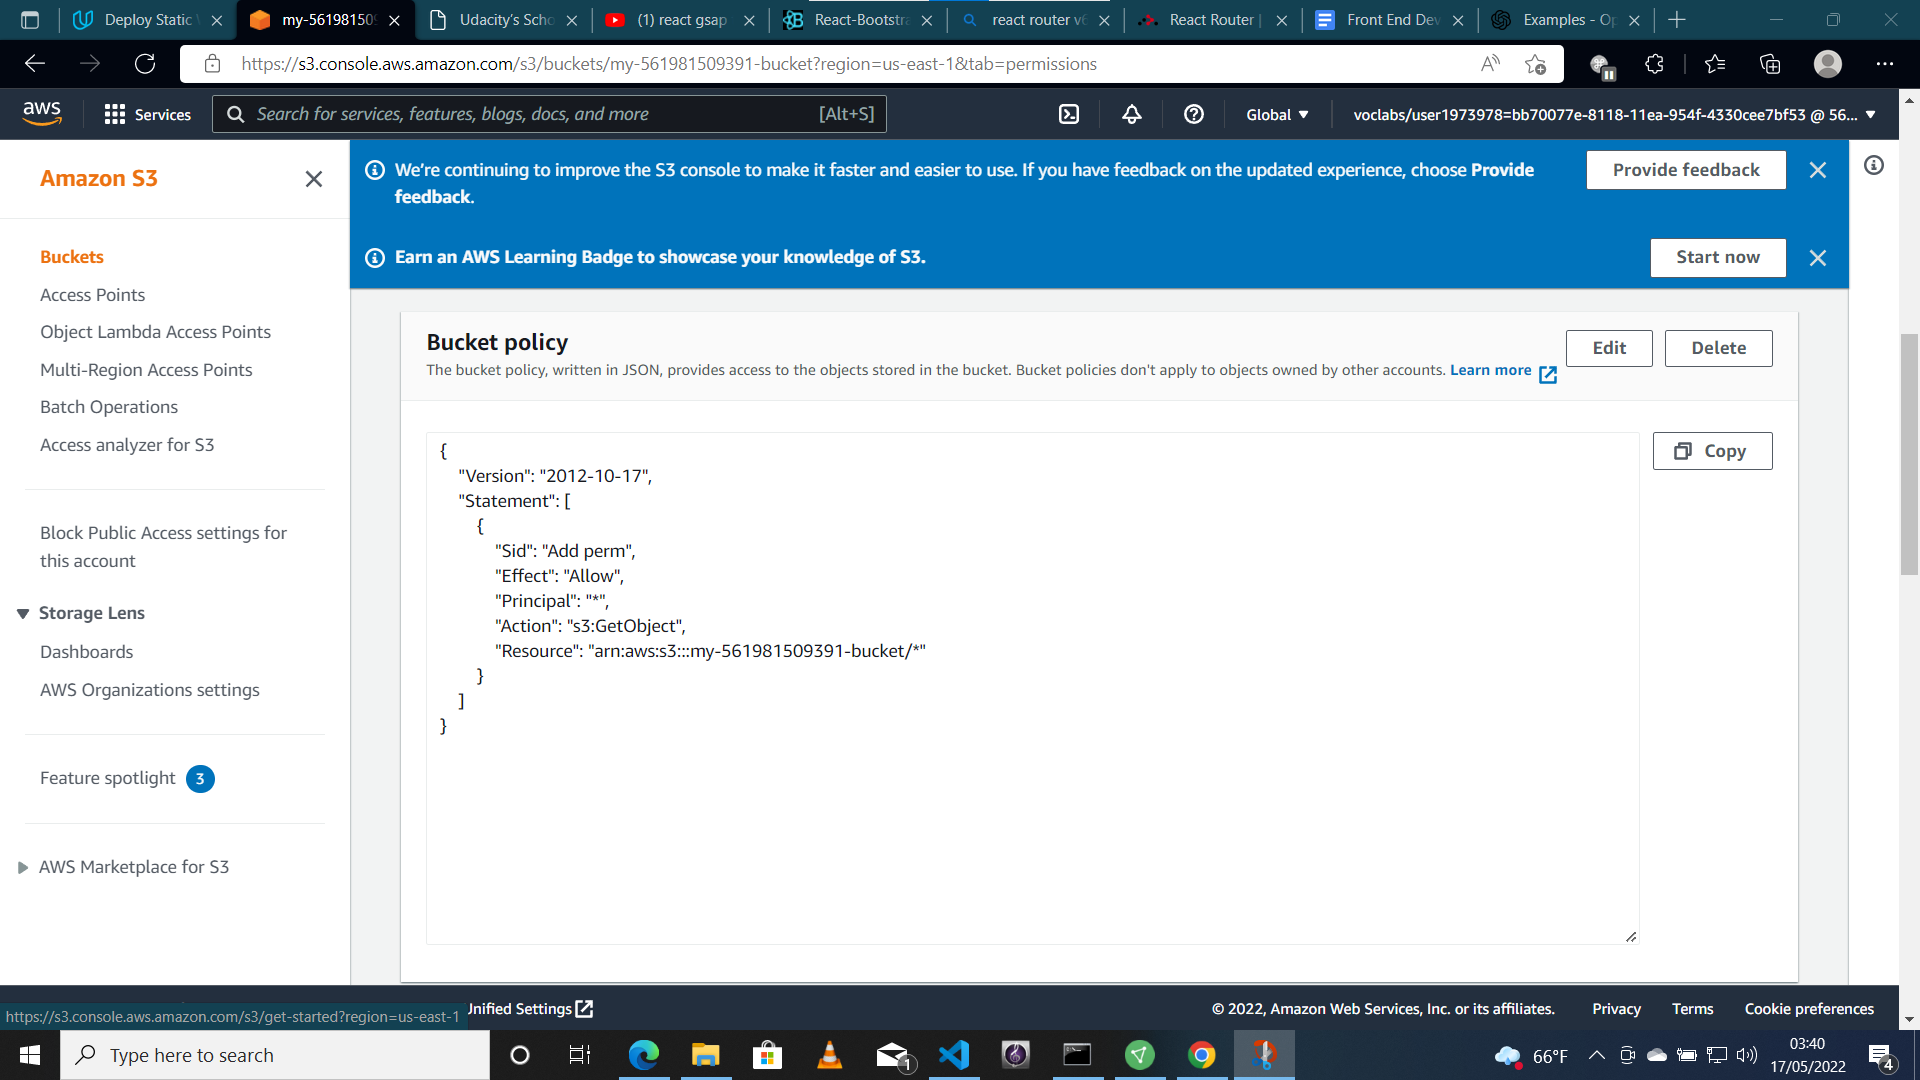 Deploy Static
my-56198150
Udacity's Scho
(1) react gsap
React-Bootstra
react router v6
React Router |
Front End Dev
Examples - Op
https://s3.console.aws.amazon.com/s3/buckets/my-561981509391-bucket?region=us-east-1&tab=permissions
aws
Services
Search for services, features, blogs, docs, and more [Alt+S]
Global
voclabs/user1973978=bb70077e-8118-11ea-954f-4330cee7bf53 @ 56...
Amazon S3
Buckets
Access Points
Object Lambda Access Points
Multi-Region Access Points
Batch Operations
Access analyzer for S3
Block Public Access settings for
this account
Storage Lens
Dashboards
AWS Organizations settings
Feature spotlight 3
AWS Marketplace for S3
We're continuing to improve the S3 console to make it faster and easier to use. If you have feedback on the updated experience, choose Provide
feedback.
Provide feedback
Earn an AWS Learning Badge to showcase your knowledge of S3.
Start now
Bucket policy
The bucket policy, written in JSON, provides access to the objects stored in the bucket. Bucket policies don't apply to objects owned by other accounts. Learn more
Edit
Delete
{
"Version": "2012-10-17",
"Statement": [
{
"Sid": "Add perm",
"Effect": "Allow",
"Principal": "*",
"Action": "s3:GetObject",
"Resource": "arn:aws:s3:::my-561981509391-bucket/*"
}
]
}
Copy
https://s3.console.aws.amazon.com/s3/get-started?region=us-east-1
Unified Settings
© 2022, Amazon Web Services, Inc. or its affiliates.
Privacy
Terms
Cookie preferences
Type here to search
1
66°F
03:40
17/05/2022
4